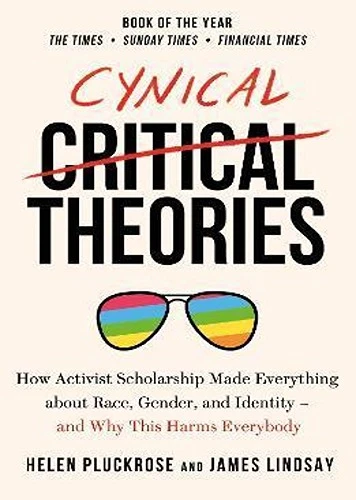 BOOK OF THE YEAR
THE TIMES • SUNDAY TIMES • FINANCIAL TIMES
CYNICAL
CRITICAL
THEORIES
How Activist Scholarship Made Everything
about Race, Gender, and Identity –
and Why This Harms Everybody
HELEN PLUCKROSE AND JAMES LINDSAY